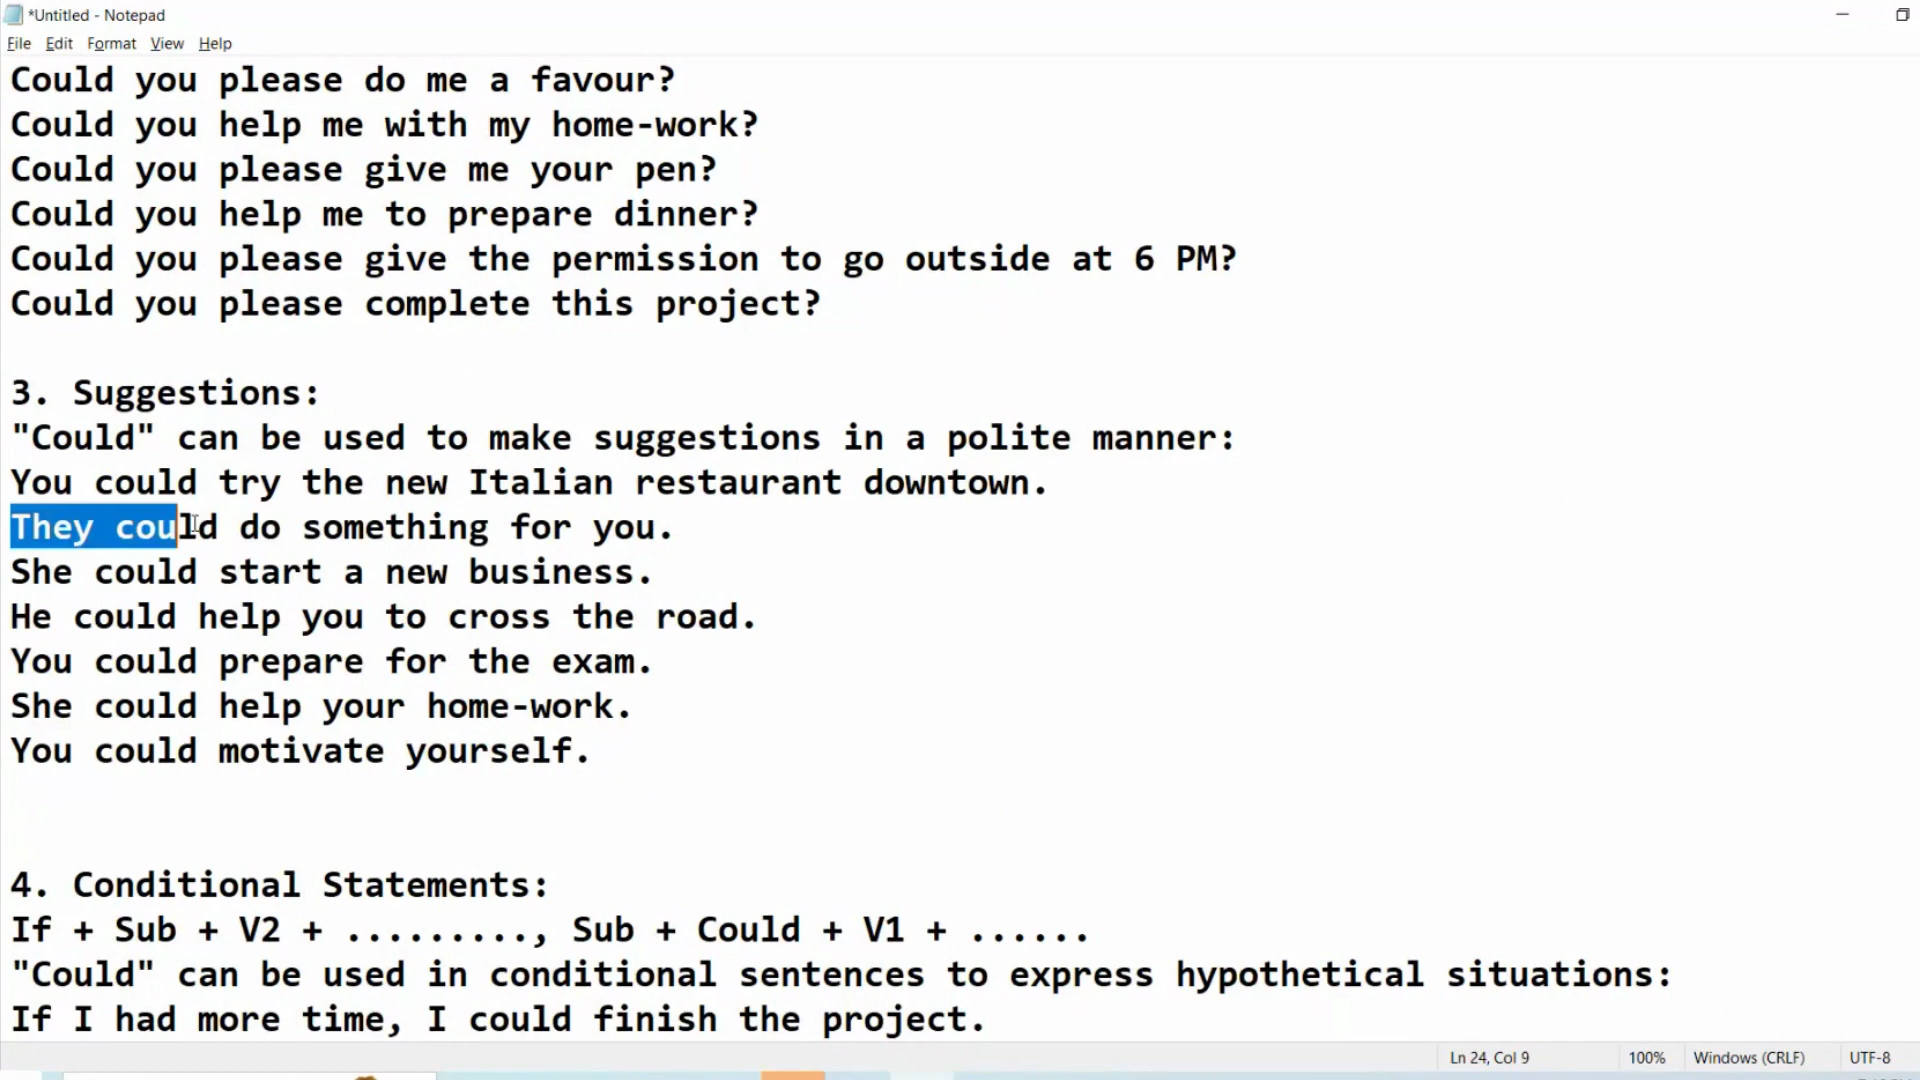 *Untitled - Notepad
File Edit Format View Help
Could you please do me a favour?
Could you help me with my home-work?
Could you please give me your pen?
Could you help me to prepare dinner?
Could you please give the permission to go outside at 6 PM?
Could you please complete this project?
3. Suggestions:
"Could" can be used to make suggestions in a polite manner:
You could try the new Italian restaurant downtown.
They could do something for you.
She could start a new business.
He could help you to cross the road.
You could prepare for the exam.
She could help your home-work.
You could motivate yourself.
4. Conditional Statements:
If + Sub + V2 + ........., Sub + Could + V1 + ......
"Could" can be used in conditional sentences to express hypothetical situations:
If I had more time, I could finish the project.
Ln 24, Col 9 100% Windows (CRLF) UTF-8